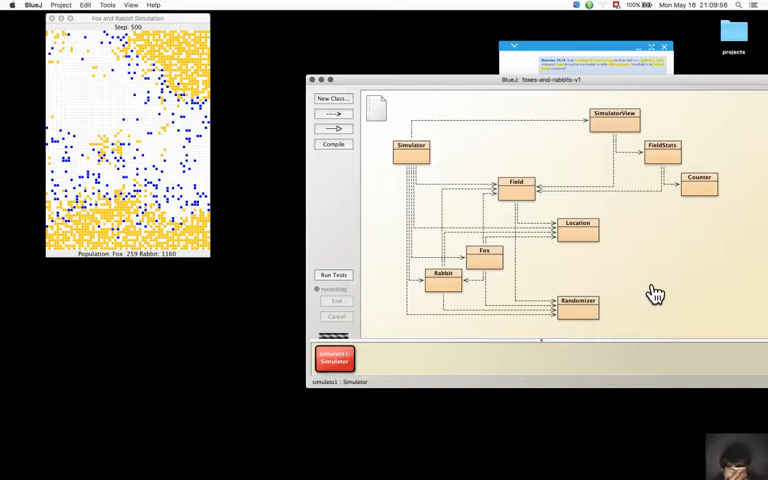 BlueJ Project Edit Tools View Help
100% Mon May 16 21:09:56
Fox and Rabbit Simulation
Step: 500
Population: Fox: 259 Rabbit: 1160
projects
BlueJ: foxes-and-rabbits-v1
New Class...
Compile
Run Tests
recording
End
Cancel
SimulatorView
Simulator
FieldStats
Counter
Field
Location
Fox
Rabbit
Randomizer
simulato1:
Simulator
simulato1 : Simulator